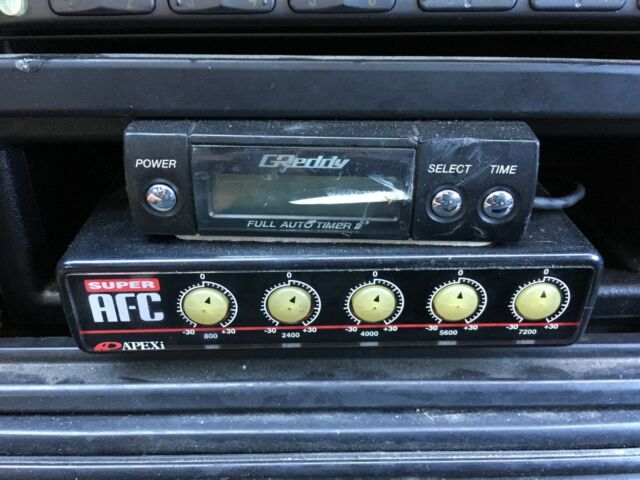 POWER
GReddy
SELECT TIME
FULL AUTO TIMER II
SUPER
AFC
0 0 0 0 0
-30 +30 -30 +30 -30 +30 -30 +30 -30 +30
800 2400 4000 5600 7200
A'PEXi